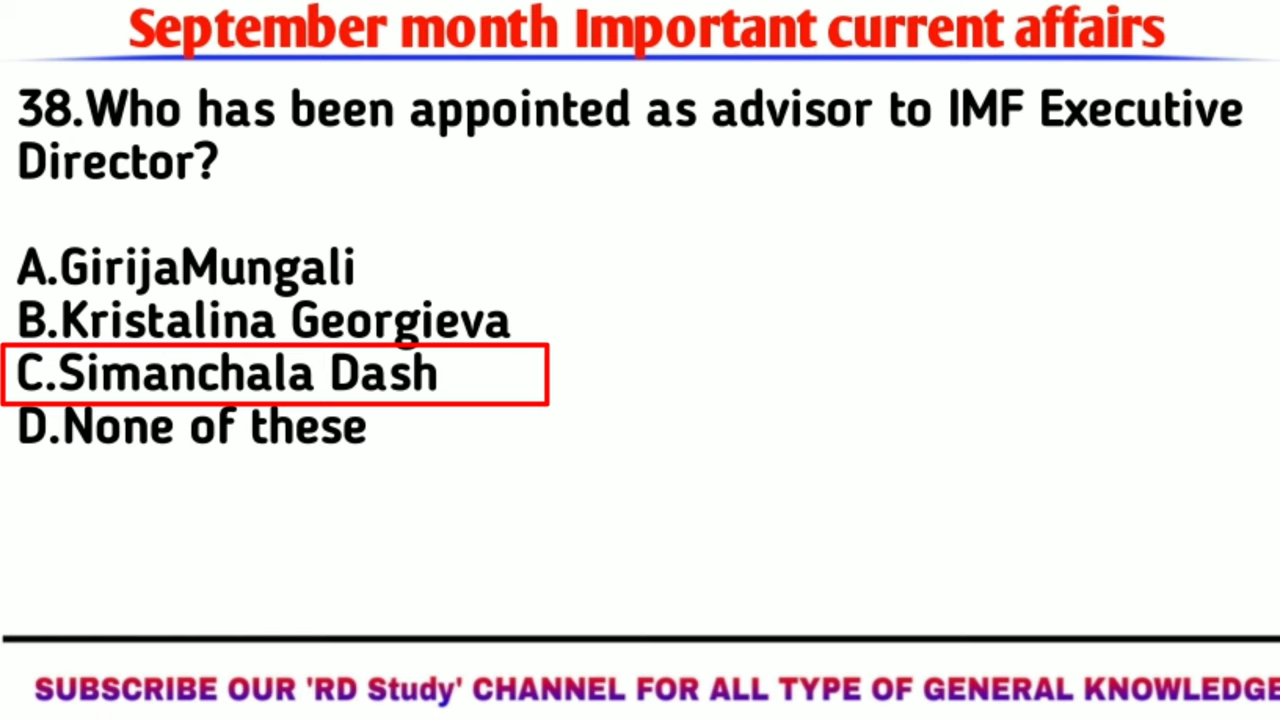 September month Important current affairs
38.Who has been appointed as advisor to IMF Executive
Director?
A.GirijaMungali
B.Kristalina Georgieva
C.Simanchala Dash
D.None of these
SUBSCRIBE OUR 'RD Study' CHANNEL FOR ALL TYPE OF GENERAL KNOWLEDGE